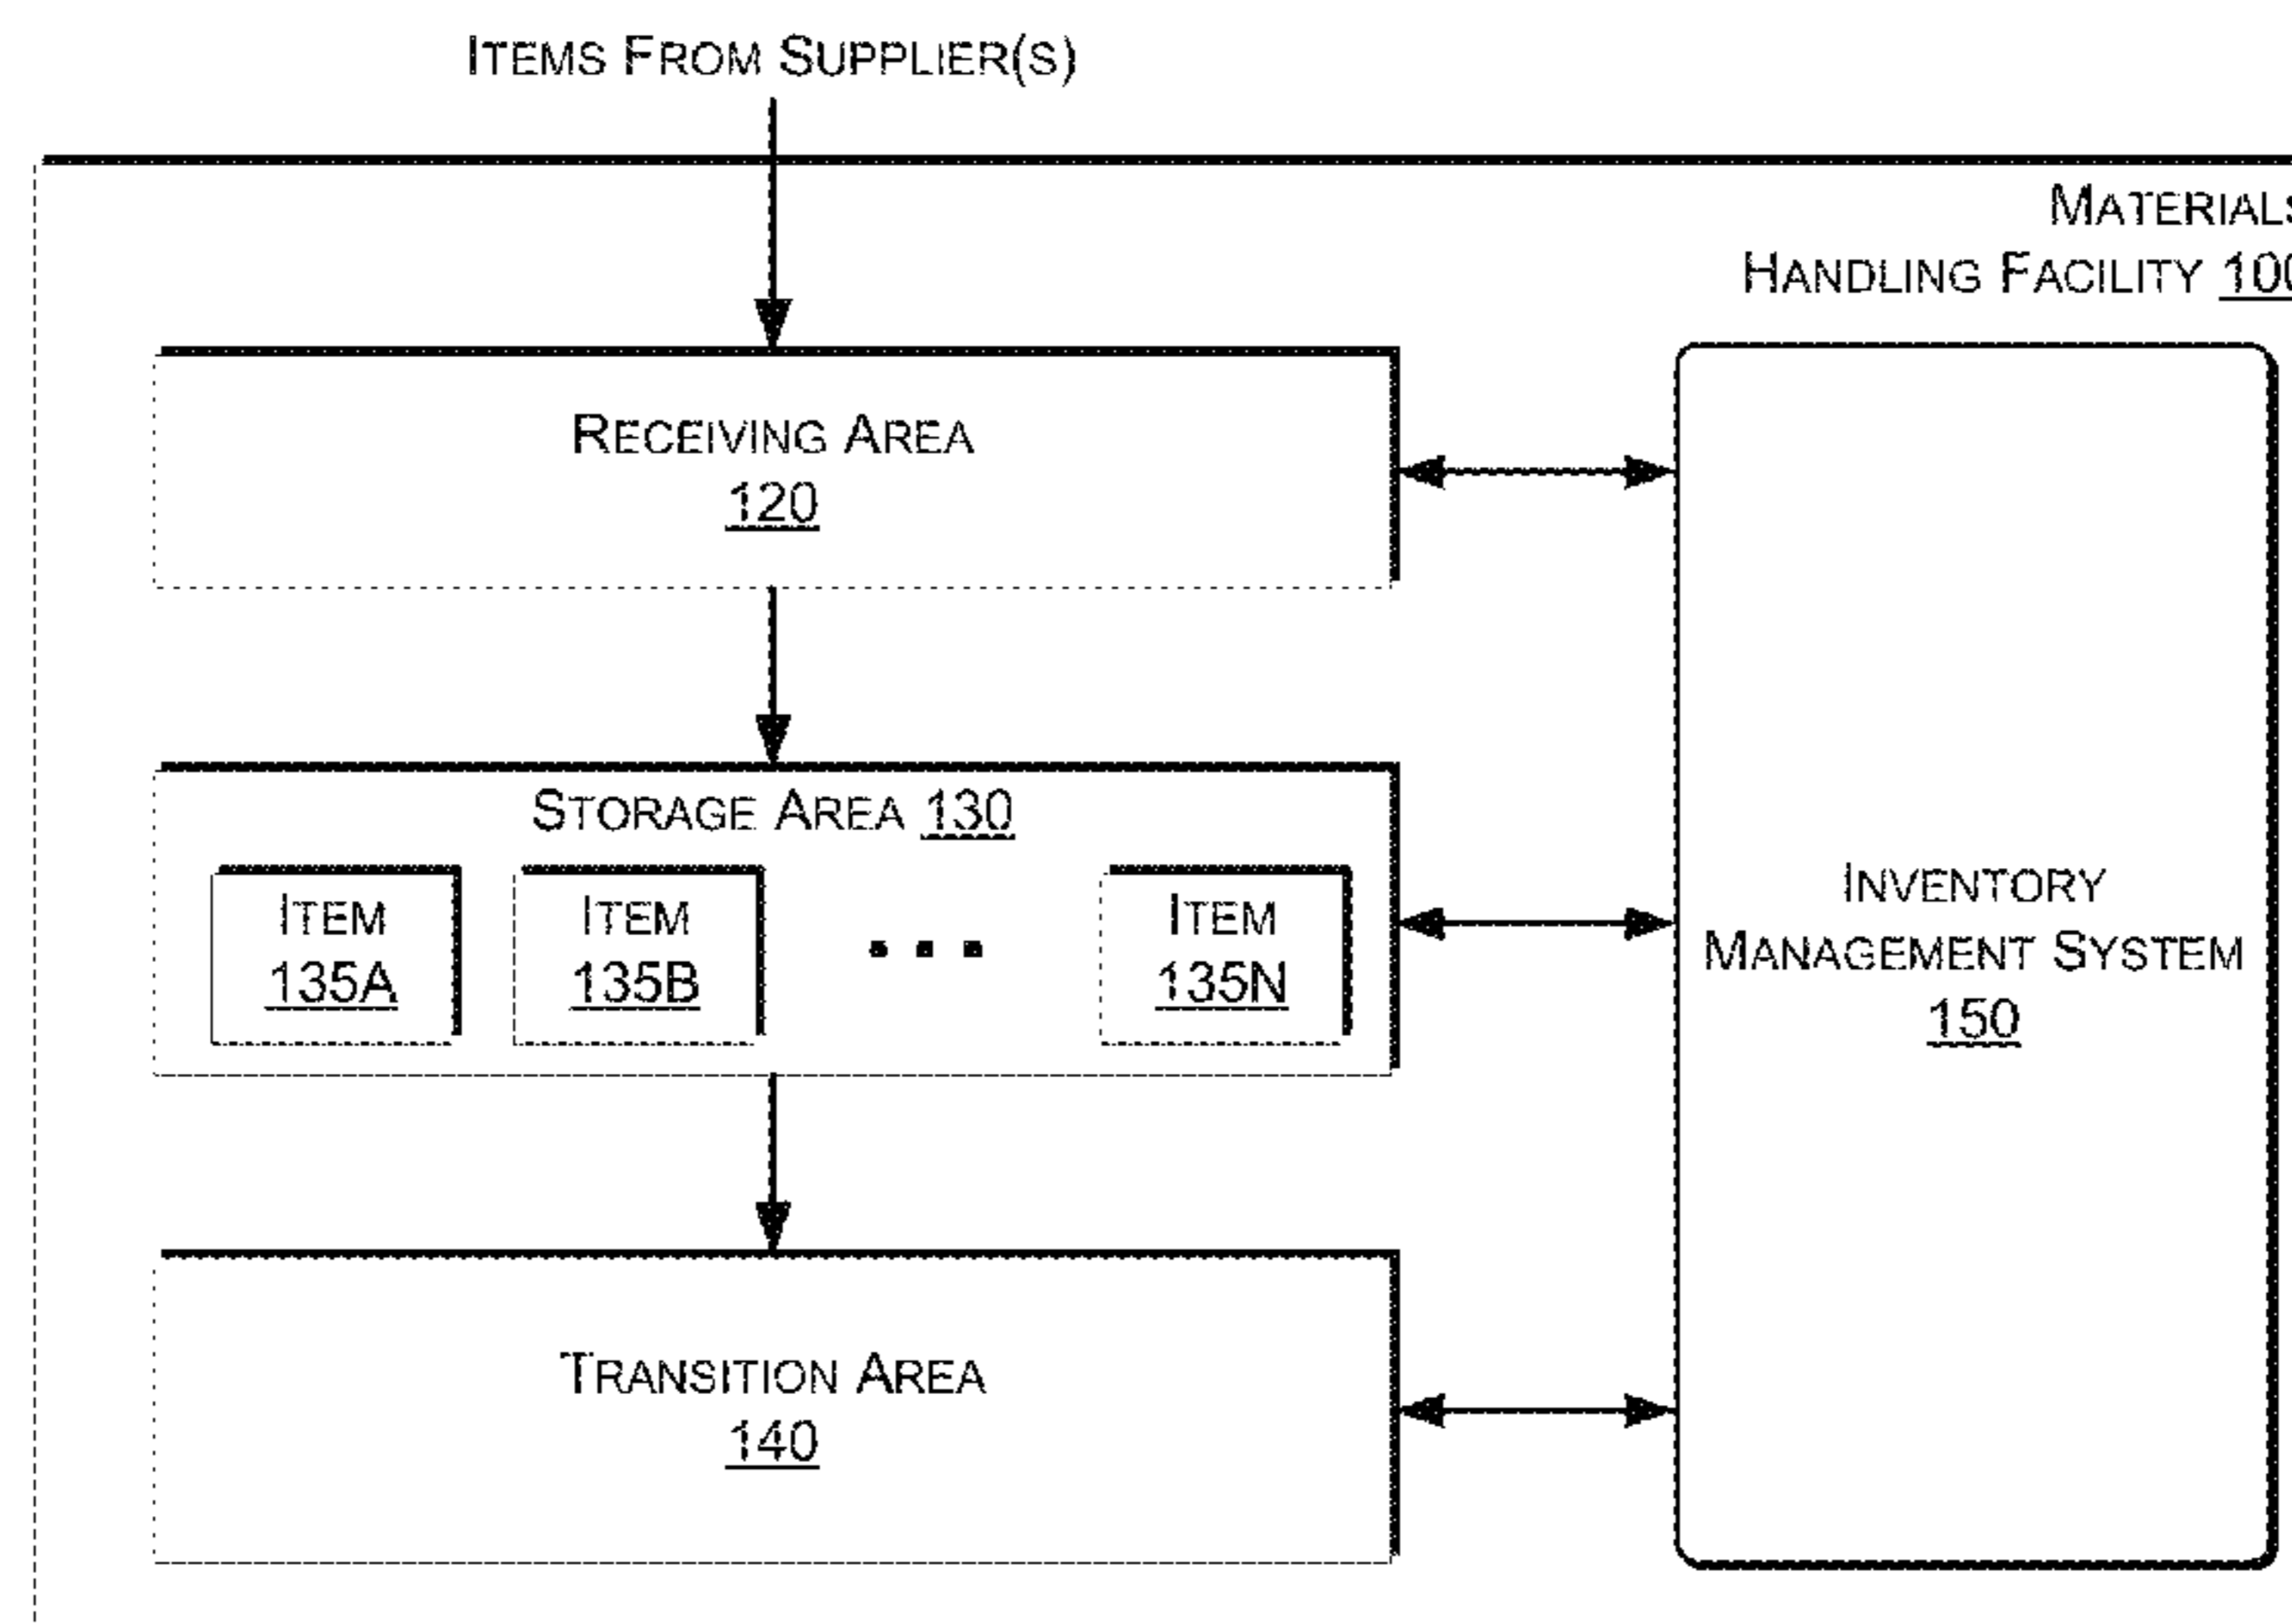 ITEMS FROM SUPPLIER(S)
MATERIALS
HANDLING FACILITY 100
RECEIVING AREA
120
STORAGE AREA 130
ITEM
135A
ITEM
135B
...
ITEM
135N
INVENTORY
MANAGEMENT SYSTEM
150
TRANSITION AREA
140